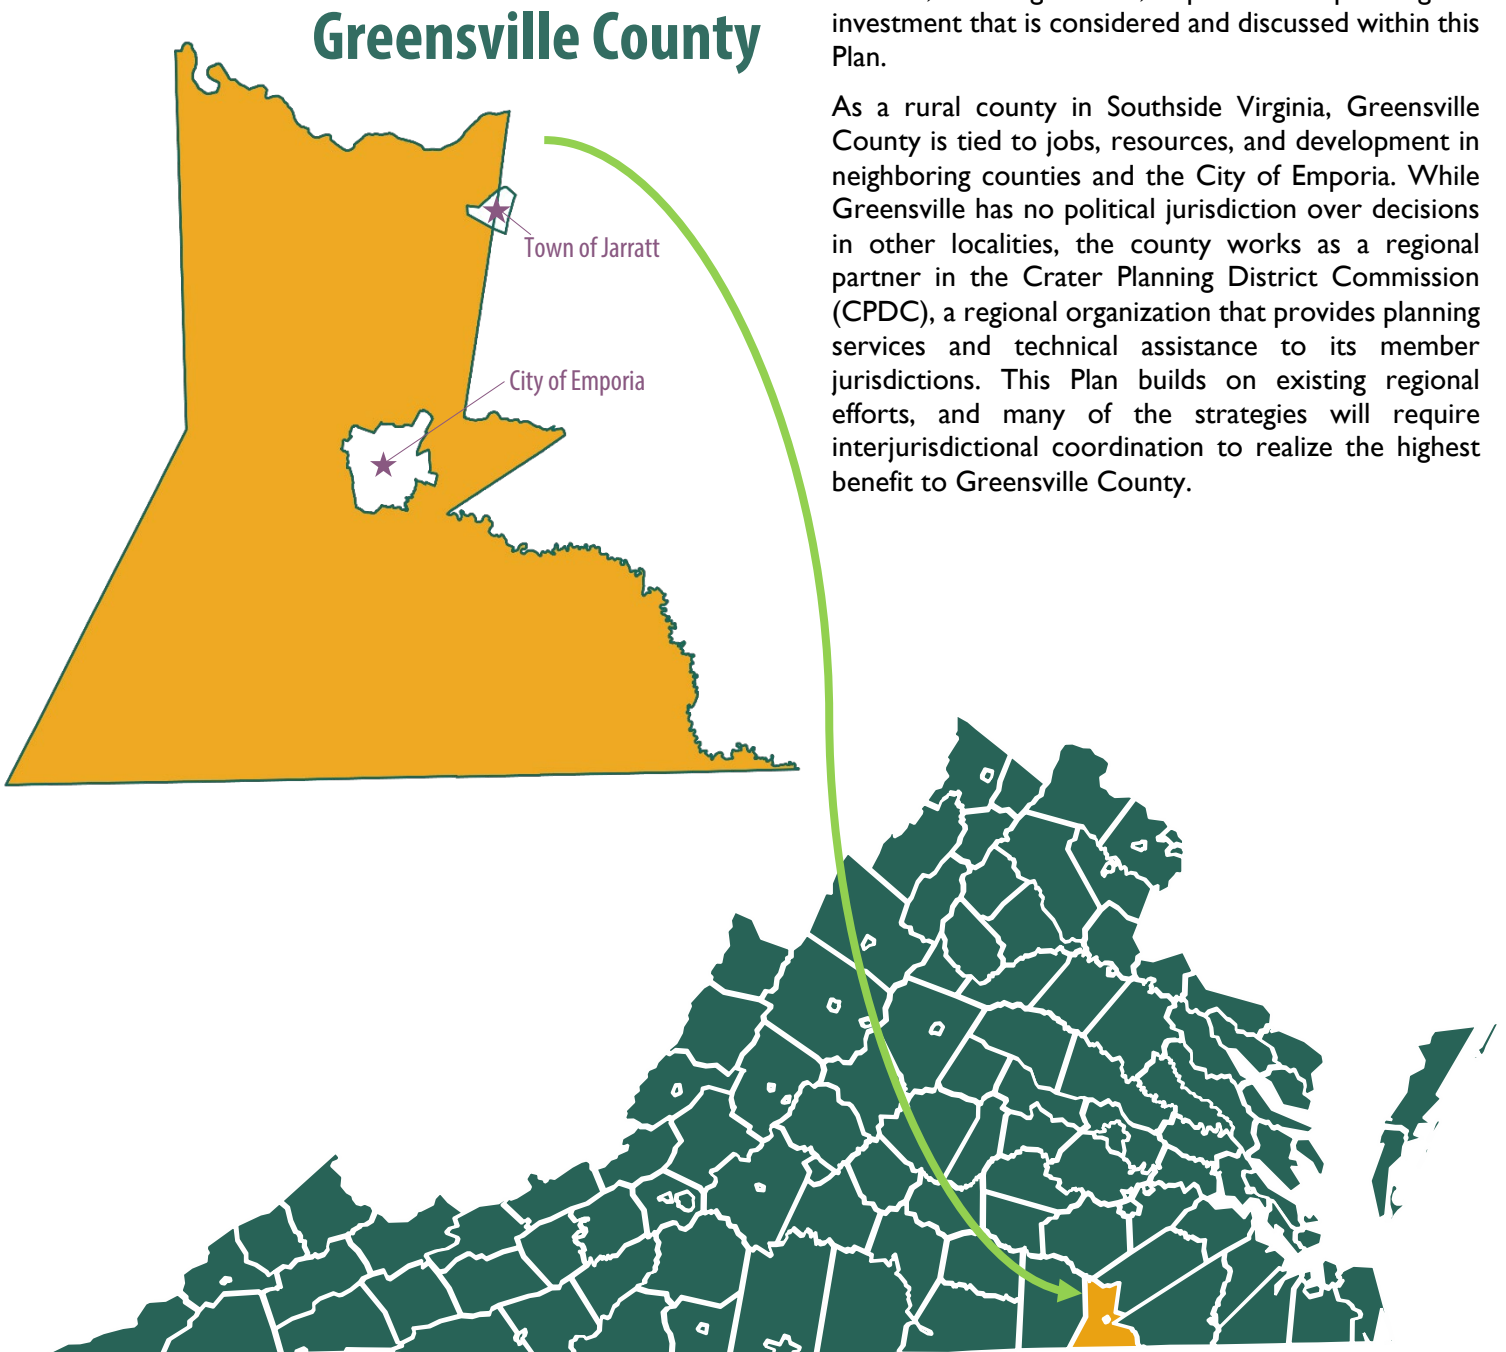 Greensville County
investment that is considered and discussed within this
Plan.
As a rural county in Southside Virginia, Greensville
County is tied to jobs, resources, and development in
neighboring counties and the City of Emporia. While
Greensville has no political jurisdiction over decisions
in other localities, the county works as a regional
partner in the Crater Planning District Commission
(CPDC), a regional organization that provides planning
services and technical assistance to its member
jurisdictions. This Plan builds on existing regional
efforts, and many of the strategies will require
interjurisdictional coordination to realize the highest
benefit to Greensville County.
Town of Jarratt
City of Emporia